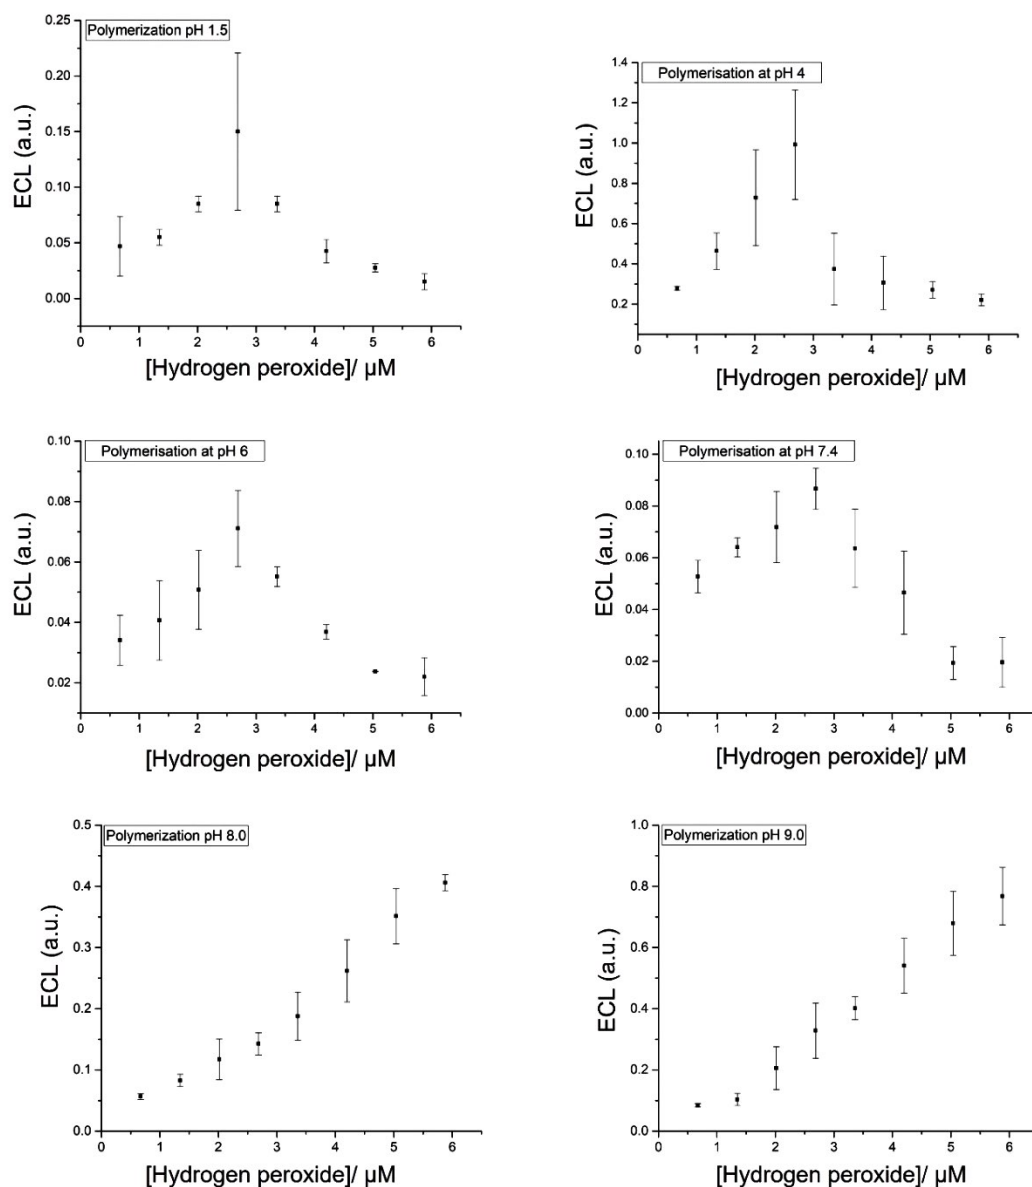 Polymerization pH 1.5
0.25
0.20
0.15
0.10
0.05
0.00
ECL (a.u.)
0 1 2 3 4 5 6
[Hydrogen peroxide]/ µM
Polymerisation at pH 4
1.4
1.2
1.0
0.8
0.6
0.4
0.2
ECL (a.u.)
0 1 2 3 4 5 6
[Hydrogen peroxide]/ µM
Polymerisation at pH 6
0.10
0.08
0.06
0.04
0.02
ECL (a.u.)
0 1 2 3 4 5 6
[Hydrogen peroxide]/ µM
Polymerisation at pH 7.4
0.10
0.08
0.06
0.04
0.02
0.00
ECL (a.u.)
0 1 2 3 4 5 6
[Hydrogen peroxide]/ µM
Polymerization pH 8.0
0.5
0.4
0.3
0.2
0.1
0.0
ECL (a.u.)
0 1 2 3 4 5 6
[Hydrogen peroxide]/ µM
Polymerization pH 9.0
1.0
0.8
0.6
0.4
0.2
0.0
ECL (a.u.)
0 1 2 3 4 5 6
[Hydrogen peroxide]/ µM